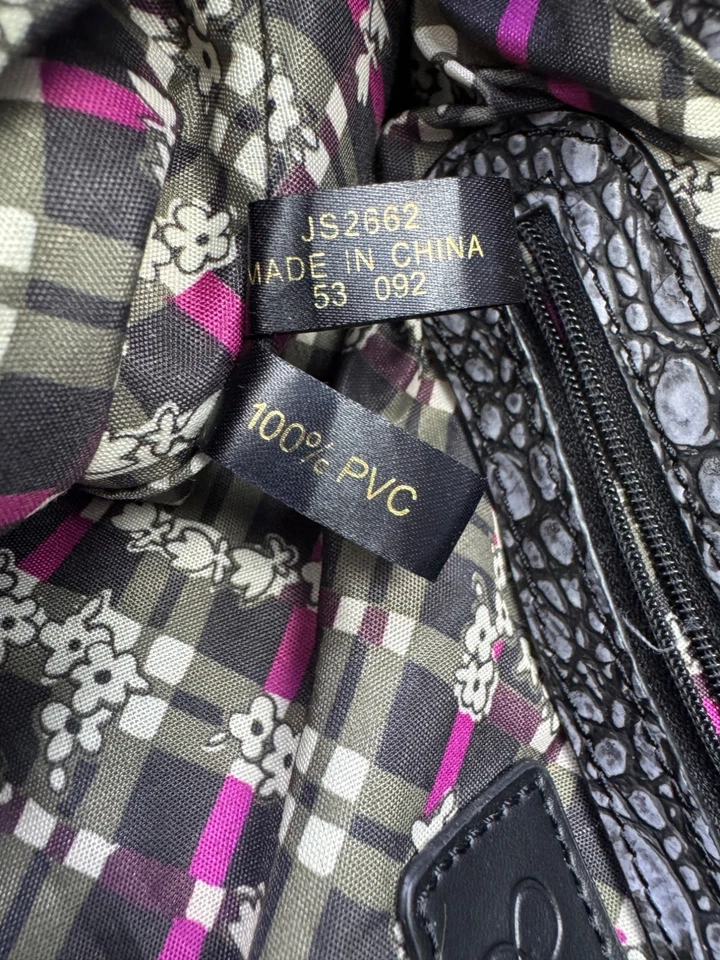 JS2662
MADE IN CHINA
53 092
100% PVC